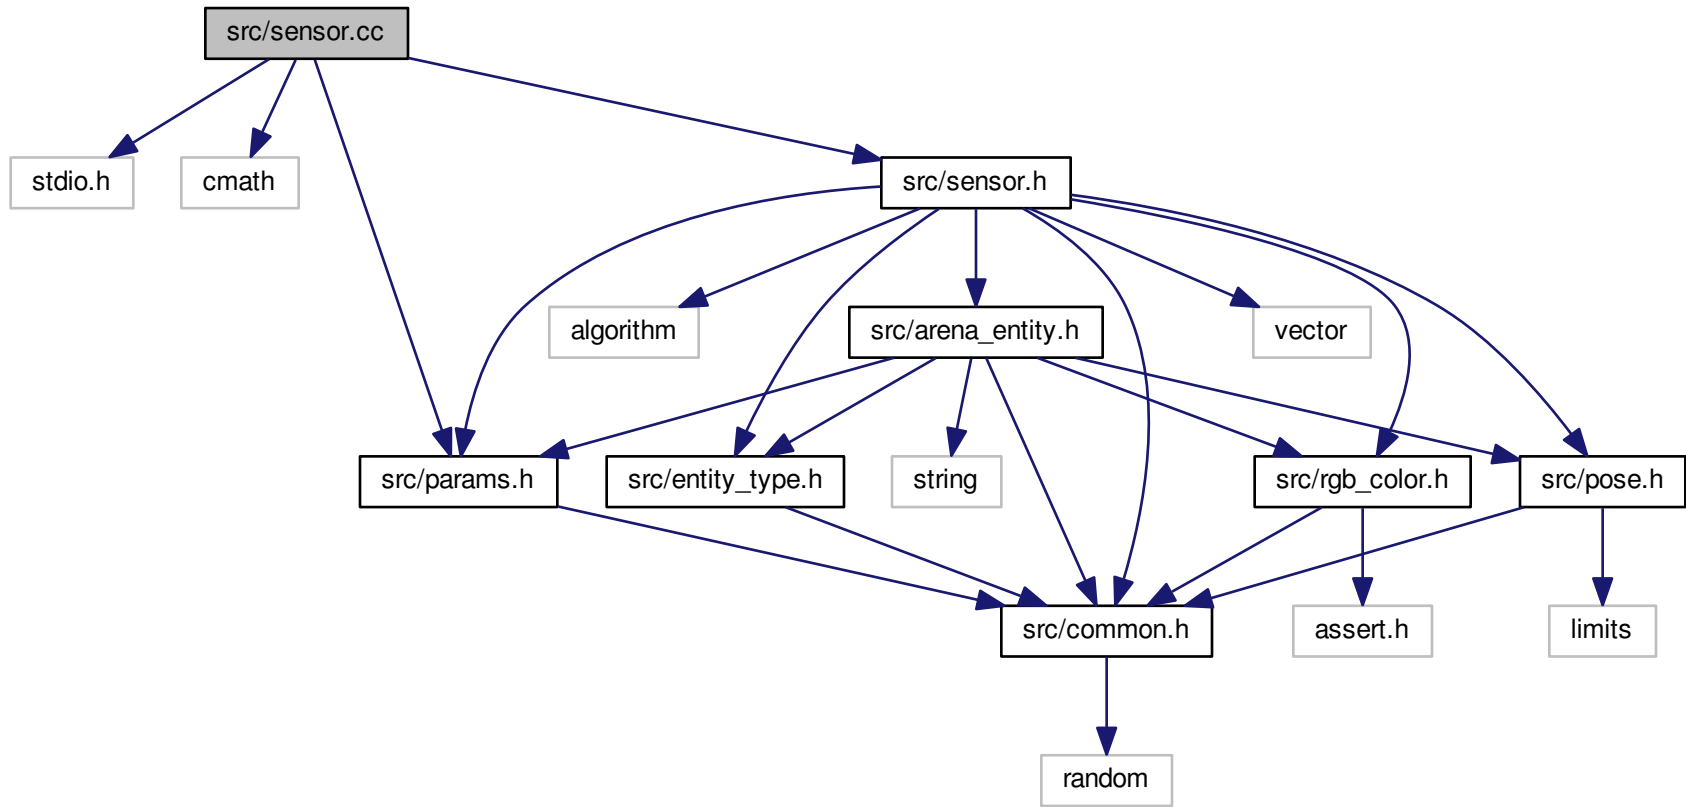 src/sensor.cc
stdio.h
cmath
src/sensor.h
algorithm
src/arena_entity.h
vector
src/params.h
src/entity_type.h
string
src/rgb_color.h
src/pose.h
src/common.h
assert.h
limits
random